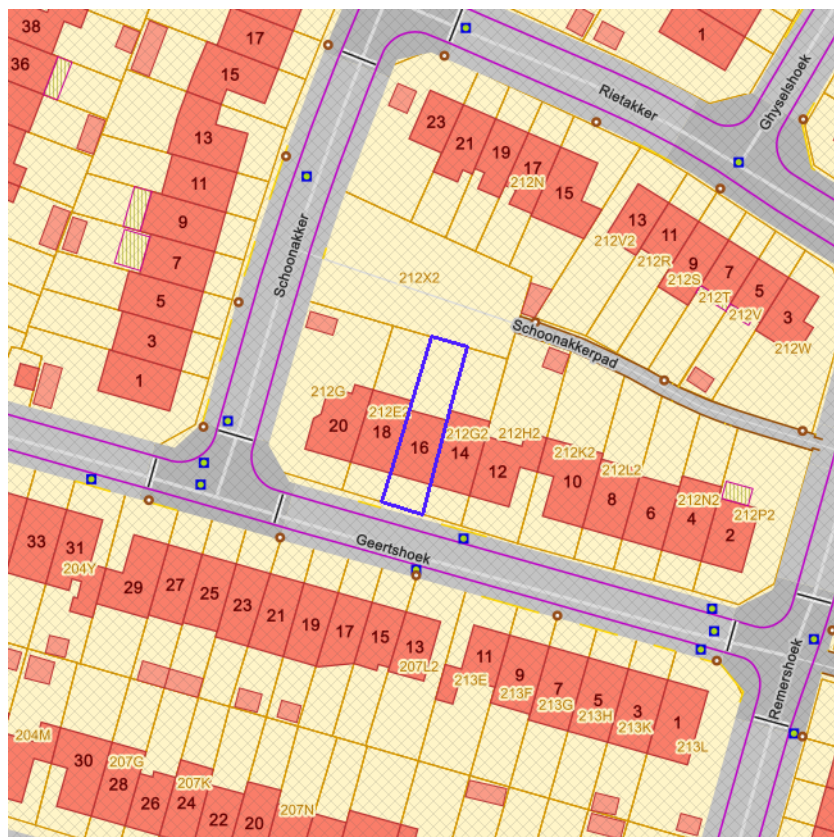 38
17
1
36
15
Rietakker
Ghyselshoek
23
21
19
17
15
212N
13
11
9
7
5
3
1
Schoonakker
13
11
9
7
5
3
212V2
212R
212S
212T
212V
212W
212X2
Schoonakkerpad
212G
212E2
20
18
16
212G2
14
12
212H2
212K2
10
212L2
8
6
212N2
4
212P2
2
Geertshoek
33
31
204Y
29
27
25
23
21
19
17
15
13
207L2
11
213E
9
213F
7
213G
5
213H
3
213K
1
213L
Remershoek
204M
30
207G
28
207K
26
24
22
20
207N